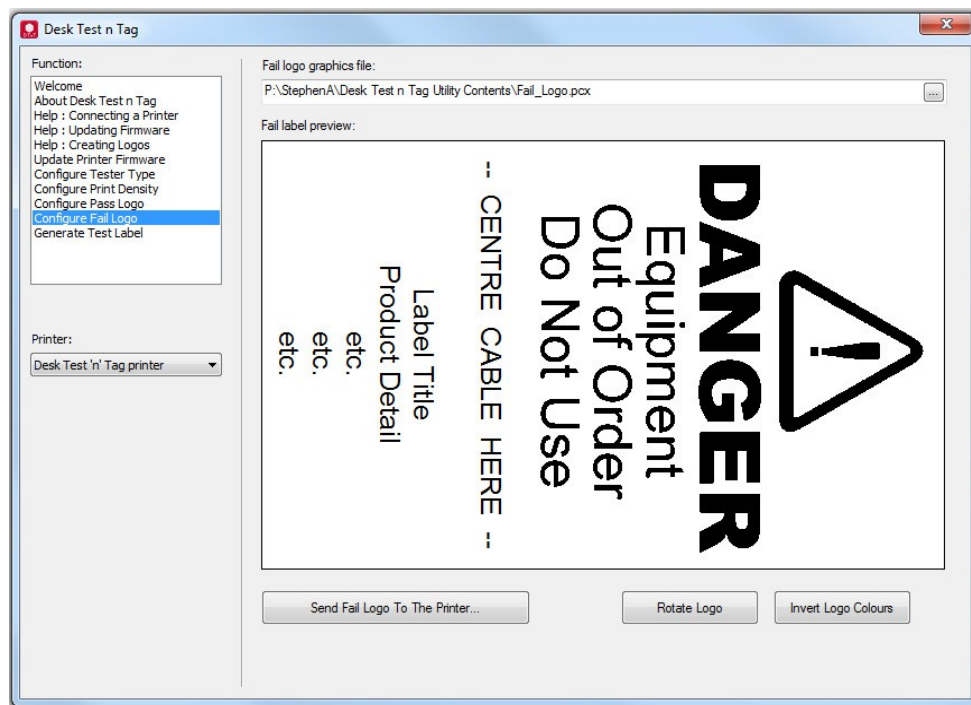 Desk Test n Tag
Function:
Welcome
About Desk Test n Tag
Help : Connecting a Printer
Help : Updating Firmware
Help : Creating Logos
Update Printer Firmware
Configure Tester Type
Configure Print Density
Configure Pass Logo
Configure Fail Logo
Generate Test Label
Printer:
Desk Test 'n' Tag printer
Fail logo graphics file:
P:\StephenA\Desk Test n Tag Utility Contents\Fail_Logo.pcx
...
Fail label preview:
!
DANGER
Equipment
Out of Order
Do Not Use
-- CENTRE CABLE HERE --
Label Title
Product Detail
etc.
etc.
etc.
Send Fail Logo To The Printer...
Rotate Logo
Invert Logo Colours